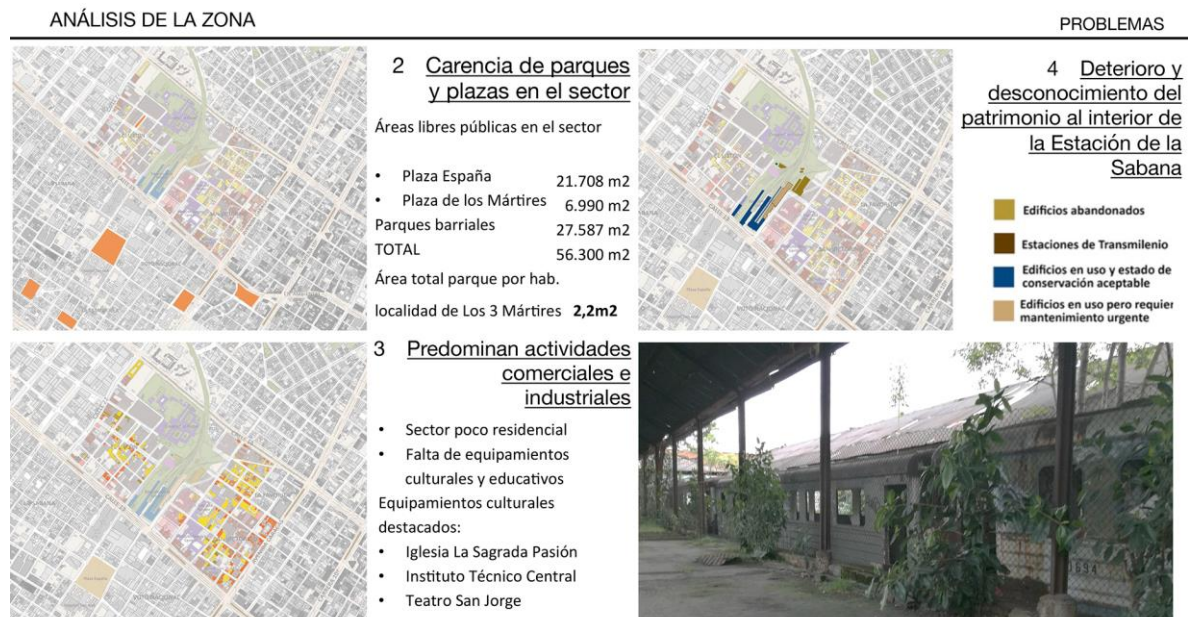 ANÁLISIS DE LA ZONA
PROBLEMAS
2 Carencia de parques
y plazas en el sector
Áreas libres públicas en el sector
• Plaza España 21.708 m2
• Plaza de los Mártires 6.990 m2
Parques barriales 27.587 m2
TOTAL 56.300 m2
Área total parque por hab.
localidad de Los 3 Mártires 2,2m2
3 Predominan actividades
comerciales e
industriales
• Sector poco residencial
• Falta de equipamientos
culturales y educativos
Equipamientos culturales
destacados:
• Iglesia La Sagrada Pasión
• Instituto Técnico Central
• Teatro San Jorge
4 Deterioro y
desconocimiento del
patrimonio al interior de
la Estación de la
Sabana
Edificios abandonados
Estaciones de Transmilenio
Edificios en uso y estado de
conservación aceptable
Edificios en uso pero requier
mantenimiento urgente